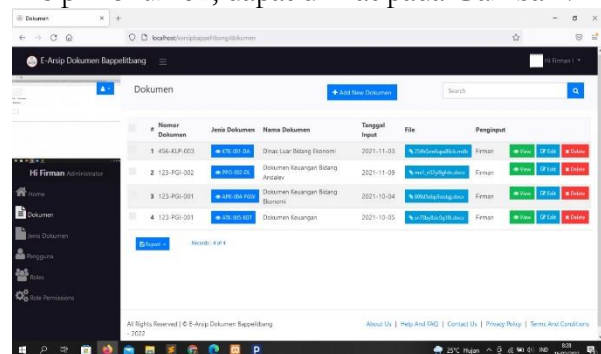 Dokumen
localhost/earsipbappelitbang/dokumen
E-Arsip Dokumen Bappelitbang
Hi Firman !
Dokumen
+ Add New Dokumen
Search
# Nomor Dokumen Jenis Dokumen Nama Dokumen Tanggal Input File Penginput
1 456-KLP-003 Dinas Luar Bidang Ekonomi 2021-11-03 Firman View Edit Delete
2 123-PGI-002 Dokumen Keuangan Bidang Andalev 2021-11-09 Firman View Edit Delete
3 123-PGI-001 Dokumen Keuangan Bidang Ekonomi 2021-10-04 Firman View Edit Delete
4 123-PGI-001 Dokumen Keuangan 2021-10-05 Firman View Edit Delete
Export
Records : 4 of 4
Hi Firman Administrator
Home
Dokumen
Jenis Dokumen
Pengguna
Roles
Role Permissions
All Rights Reserved | © E-Arsip Dokumen Bappelitbang - 2022
About Us | Help And FAQ | Contact Us | Privacy Policy | Terms And Conditions
25°C Hujan
IND
8:28